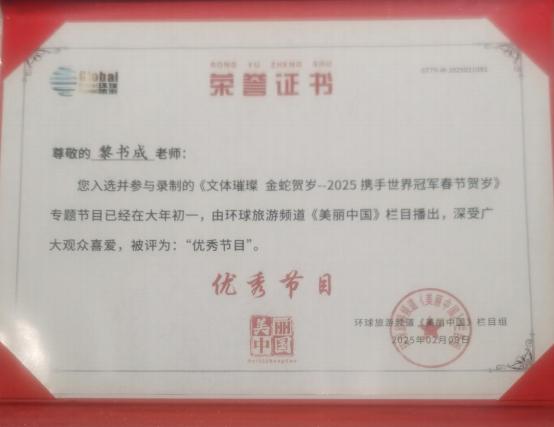 Global
RONG YU ZHENG SHU
荣誉证书
尊敬的 黎书成 老师：
您入选并参与录制的《文体璀璨 金蛇贺岁--2025 携手世界冠军春节贺岁》
专题节目已经在大年初一，由环球旅游频道《美丽中国》栏目播出，深受广
大观众喜爱，被评为：“优秀节目”。
优秀节目
美丽
中国
环球旅游频道《美丽中国》栏目组
2025年02月09日